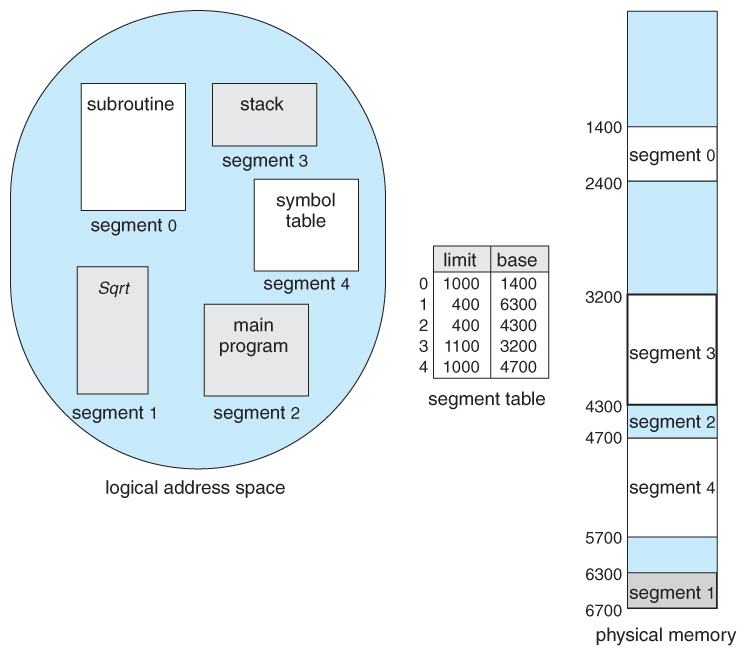 subroutine
segment 0
stack
segment 3
symbol
table
segment 4
Sqrt
segment 1
main
program
segment 2
logical address space
limit base
0 1000 1400
1 400 6300
2 400 4300
3 1100 3200
4 1000 4700
segment table
1400
segment 0
2400
3200
segment 3
4300
segment 2
4700
segment 4
5700
6300
segment 1
6700
physical memory